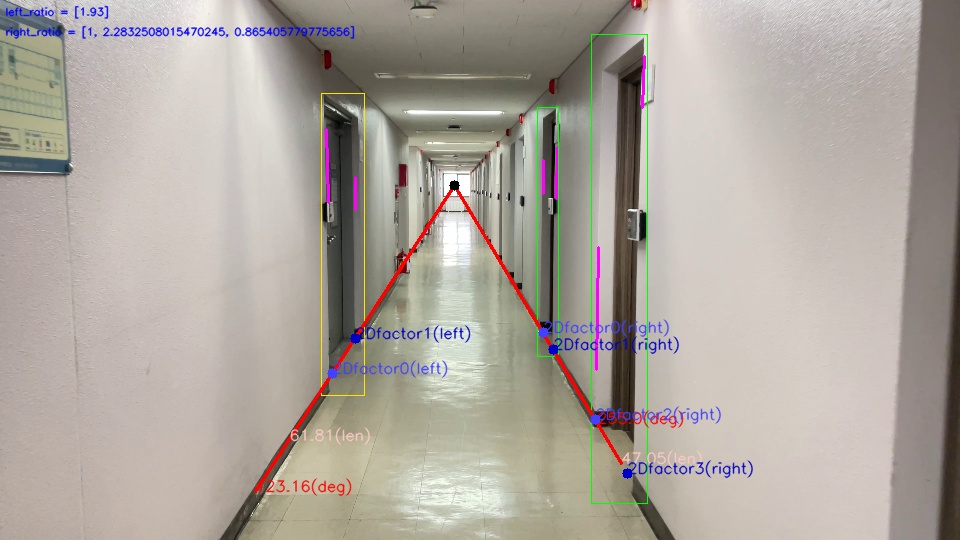 left_ratio = [1.93]
right_ratio = [1, 2.2832508015470245, 0.865405779775656]
2Dfactor1(left)
2Dfactor0(left)
2Dfactor0(right)
2Dfactor1(right)
2Dfactor2(right)
(deg)
61.81(len)
47.05(len)
2Dfactor3(right)
23.16(deg)